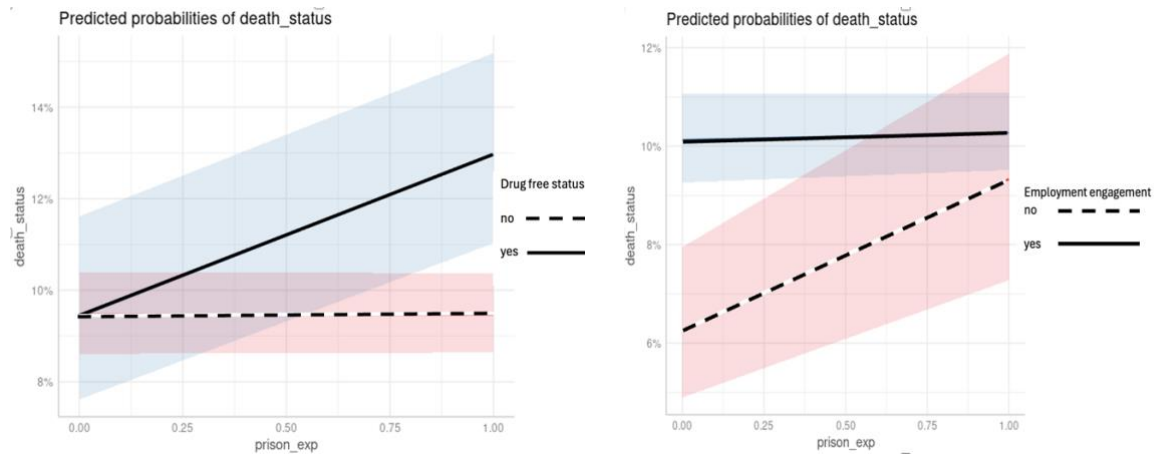 Predicted probabilities of death_status
14%
12%
10%
8%
death_status
0.00 0.25 0.50 0.75 1.00
prison_exp
Drug free status
no
yes
Predicted probabilities of death_status
12%
10%
8%
6%
death_status
0.00 0.25 0.50 0.75 1.00
prison_exp
Employment engagement
no
yes